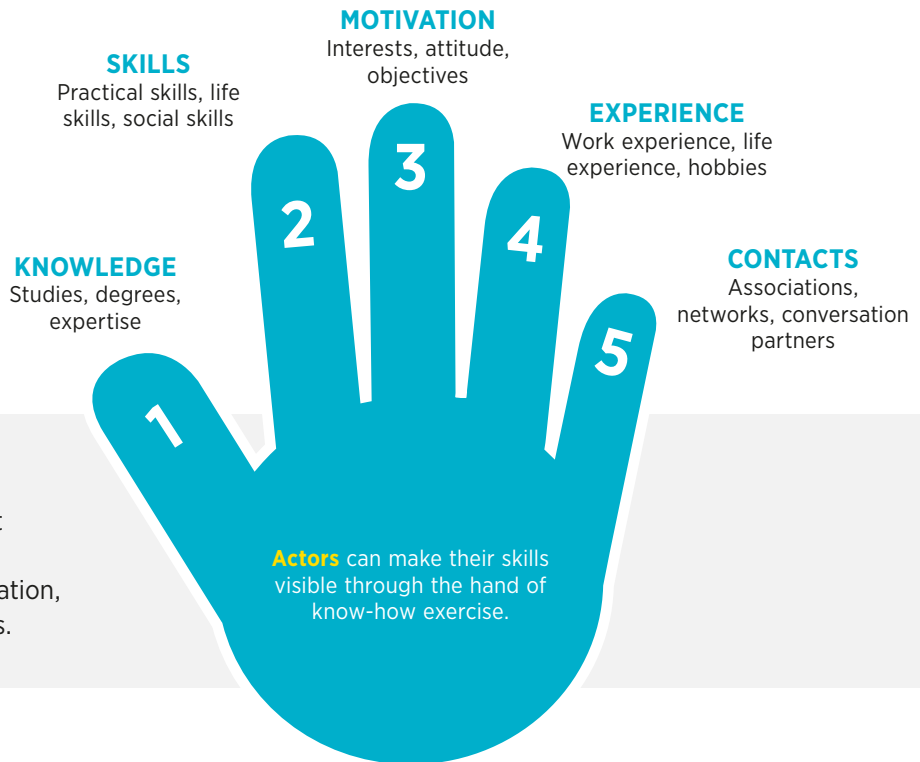 MOTIVATION
Interests, attitude,
objectives
SKILLS
Practical skills, life
skills, social skills
EXPERIENCE
Work experience, life
experience, hobbies
KNOWLEDGE
Studies, degrees,
expertise
CONTACTS
Associations,
networks, conversation
partners
1
2
3
4
5
Actors can make their skills
visible through the hand of
know-how exercise.